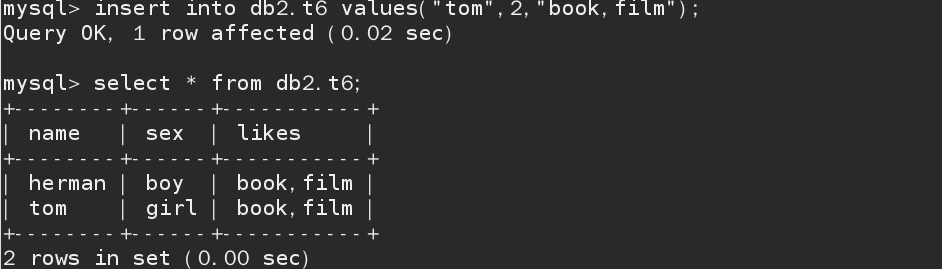 mysql> insert into db2.t6 values("tom",2,"book,film");
Query OK, 1 row affected (0.02 sec)
mysql> select * from db2.t6;
+--------+------+-----------+
| name   | sex  | likes     |
+--------+------+-----------+
| herman | boy  | book,film |
| tom    | girl | book,film |
+--------+------+-----------+
2 rows in set (0.00 sec)